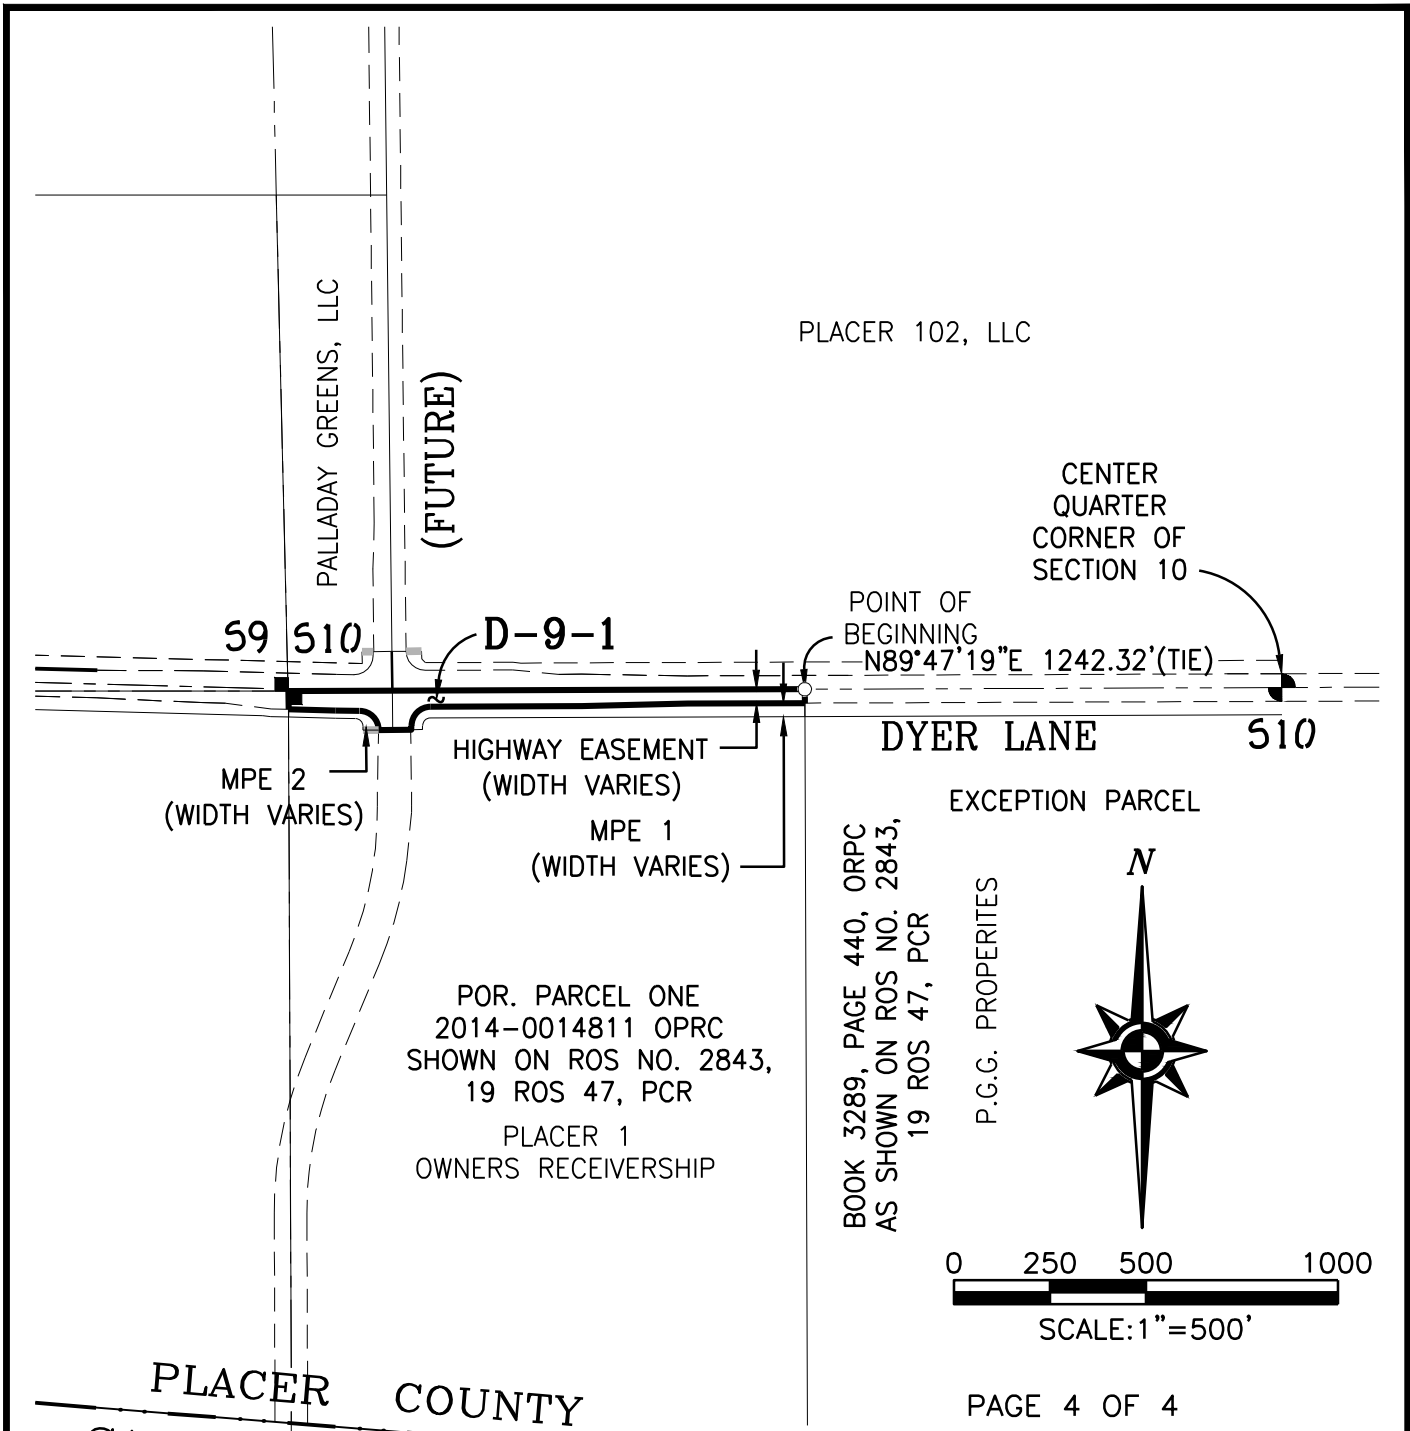 PALLADAY GREENS, LLC
(FUTURE)
PLACER 102, LLC
CENTER
QUARTER
CORNER OF
SECTION 10
POINT OF
BEGINNING
N89°47'19"E 1242.32'(TIE)
S9 S10
D-9-1
DYER LANE
S10
HIGHWAY EASEMENT
(WIDTH VARIES)
MPE 2
(WIDTH VARIES)
MPE 1
(WIDTH VARIES)
EXCEPTION PARCEL
BOOK 3289, PAGE 440, ORPC
AS SHOWN ON ROS NO. 2843,
19 ROS 47, PCR
P.G.G. PROPERITES
N
POR. PARCEL ONE
2014-0014811 OPRC
SHOWN ON ROS NO. 2843,
19 ROS 47, PCR
PLACER 1
OWNERS RECEIVERSHIP
0 250 500 1000
SCALE:1"=500'
PLACER COUNTY
PAGE 4 OF 4